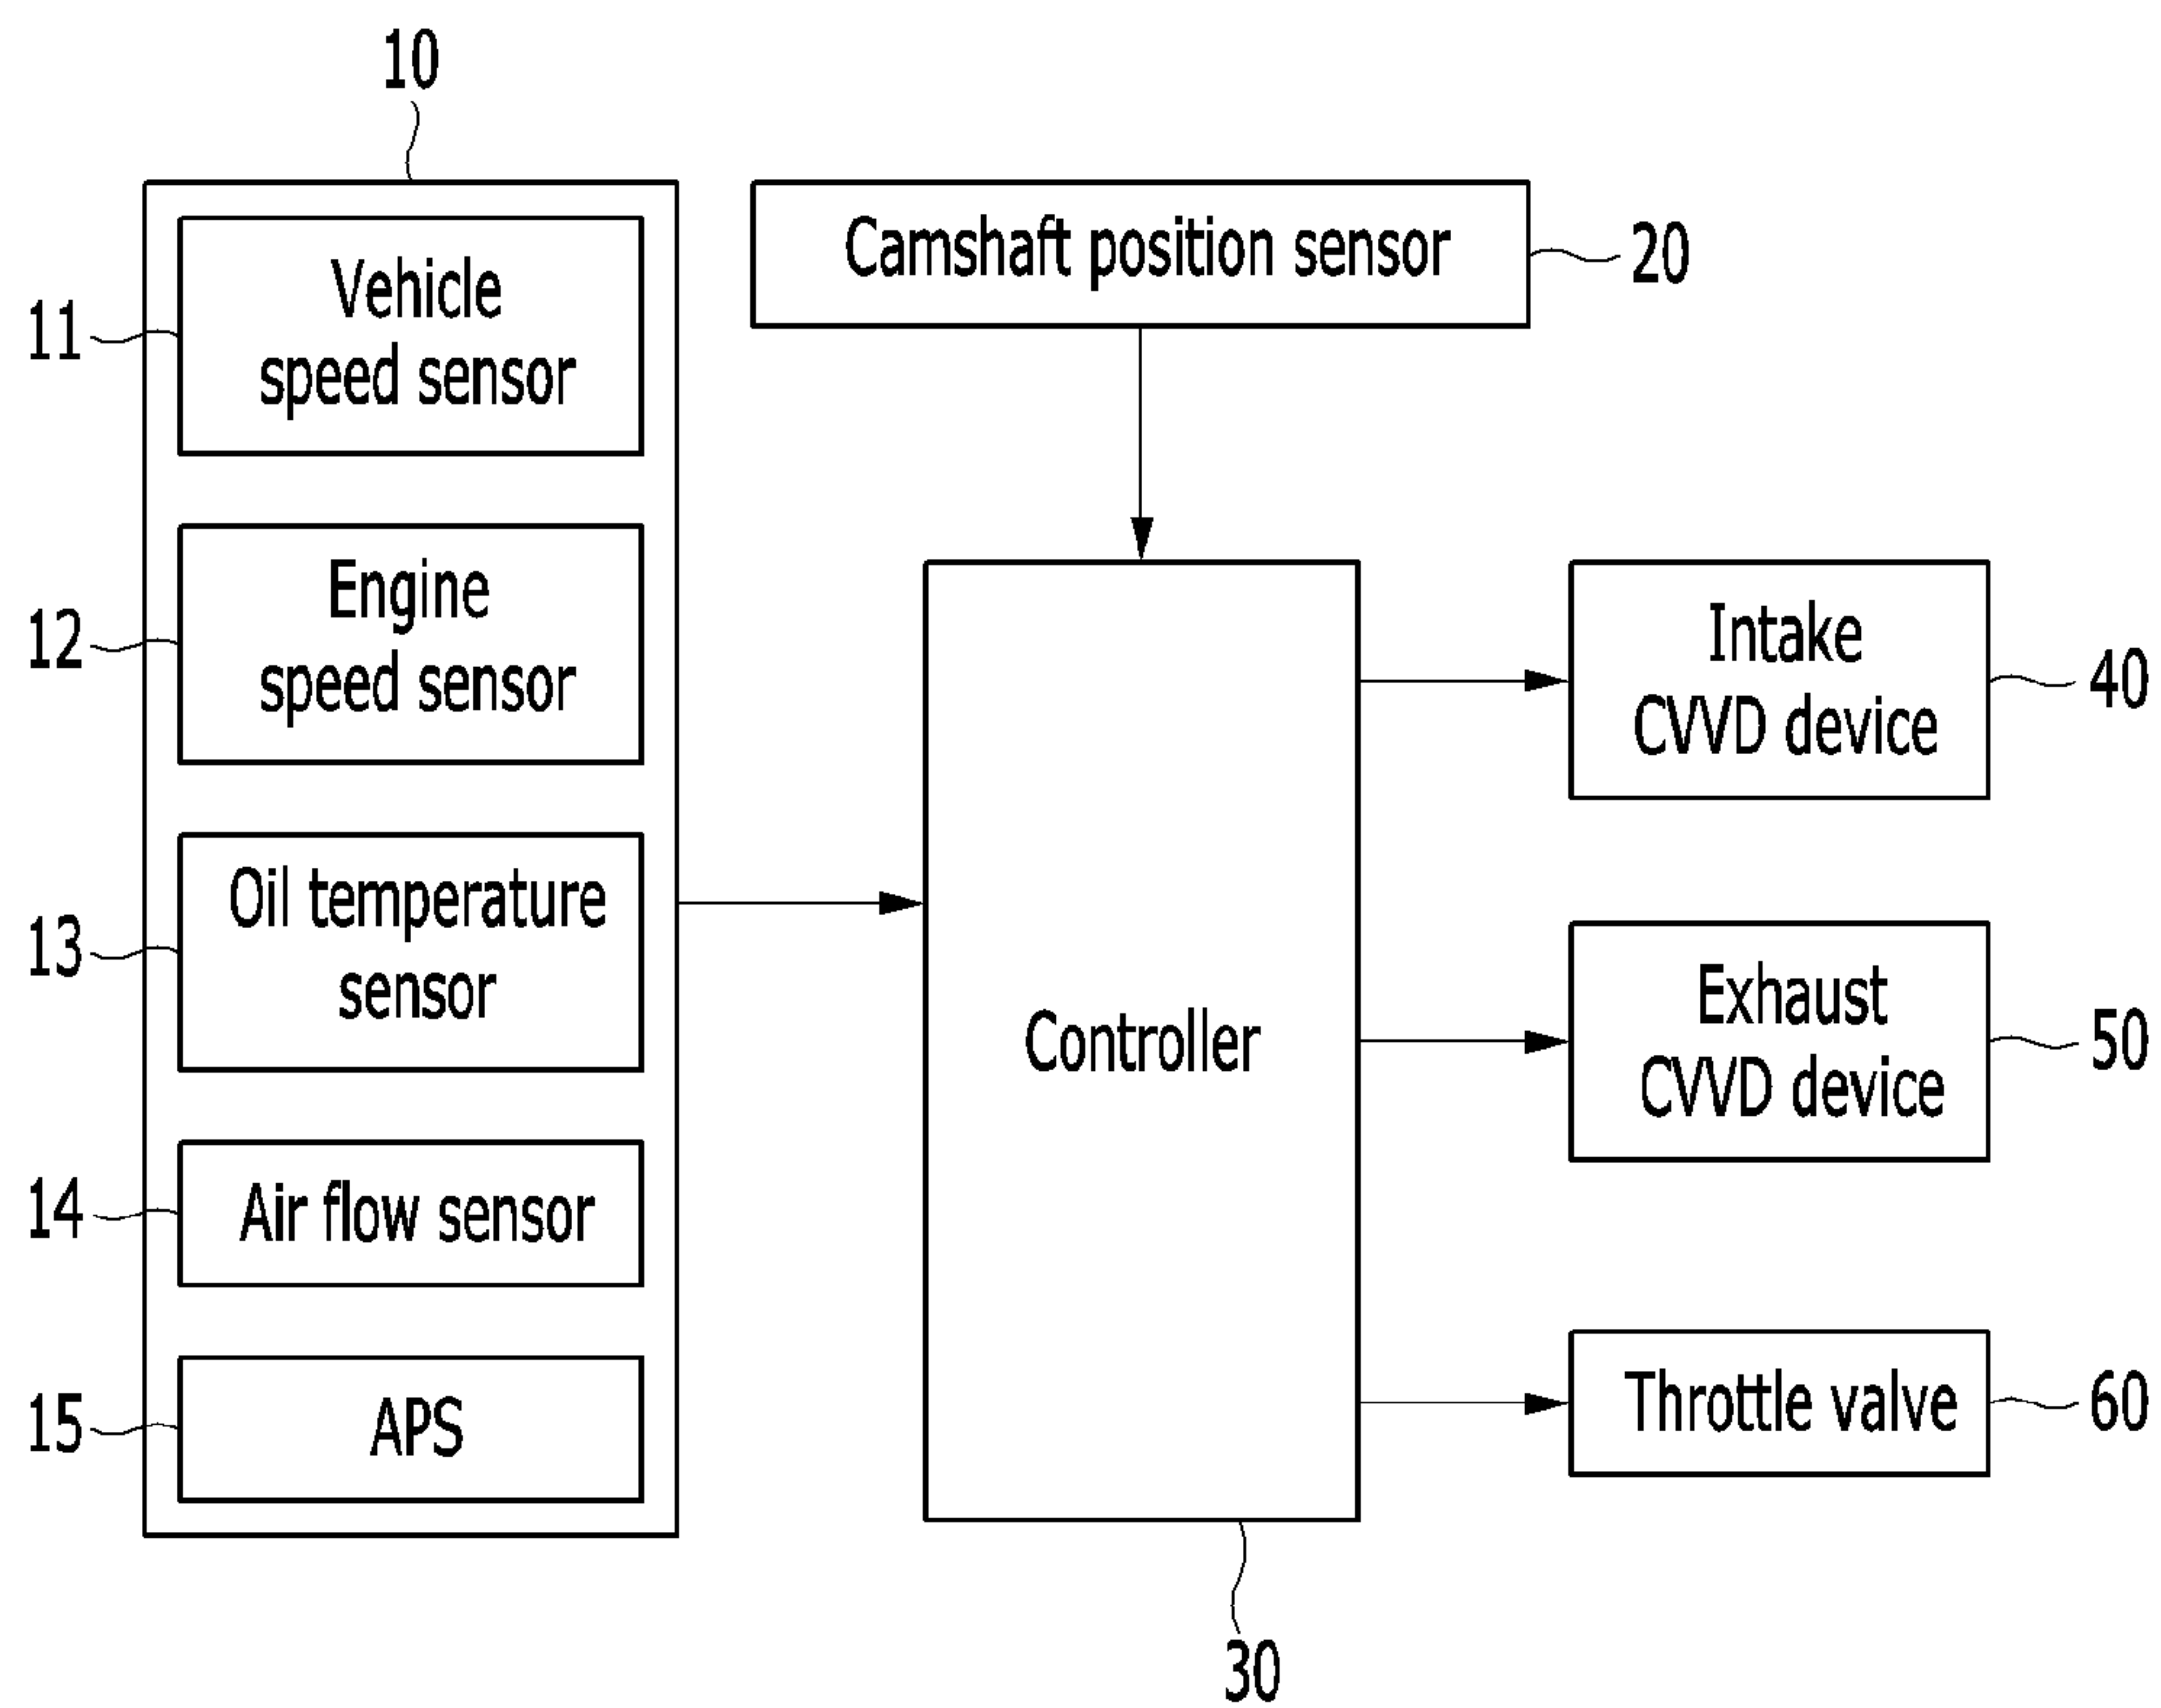 10
Vehicle
speed sensor
11
Engine
speed sensor
12
Oil temperature
sensor
13
Air flow sensor
14
APS
15
Camshaft position sensor
20
Controller
30
Intake
CVVD device
40
Exhaust
CVVD device
50
Throttle valve
60